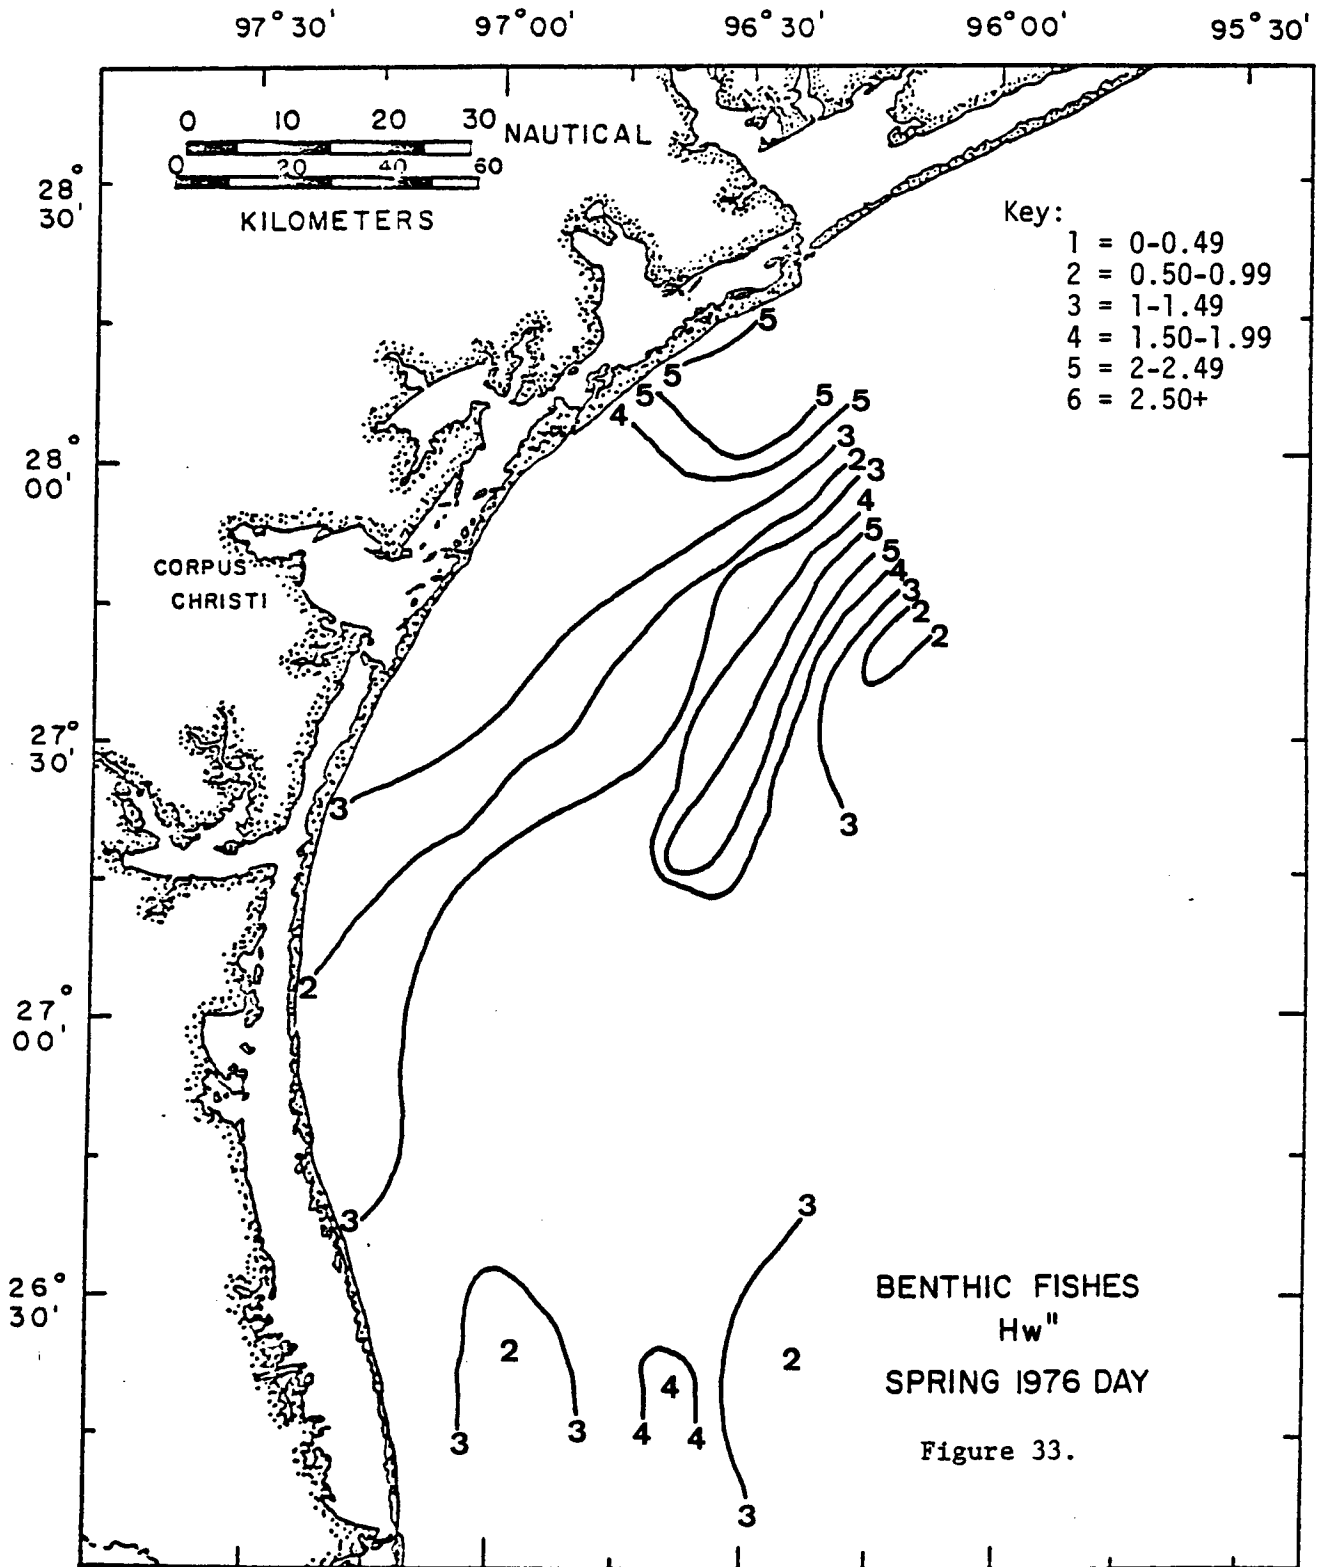 97°30' 97°00' 96°30' 96°00' 95°30'
0 10 20 30 NAUTICAL
0 20 40 60
KILOMETERS
28°
30'
Key:
1 = 0-0.49
2 = 0.50-0.99
3 = 1-1.49
4 = 1.50-1.99
5 = 2-2.49
6 = 2.50+
5
5
5
5
5
4
3
28°
00'
2
3
4
5
5
4
3
2
2
CORPUS
CHRISTI
27°
30'
3
3
2
27°
00'
3
3
26°
30'
BENTHIC FISHES
Hw"
SPRING 1976 DAY
2
2
4
3
3
4
4
3
Figure 33.